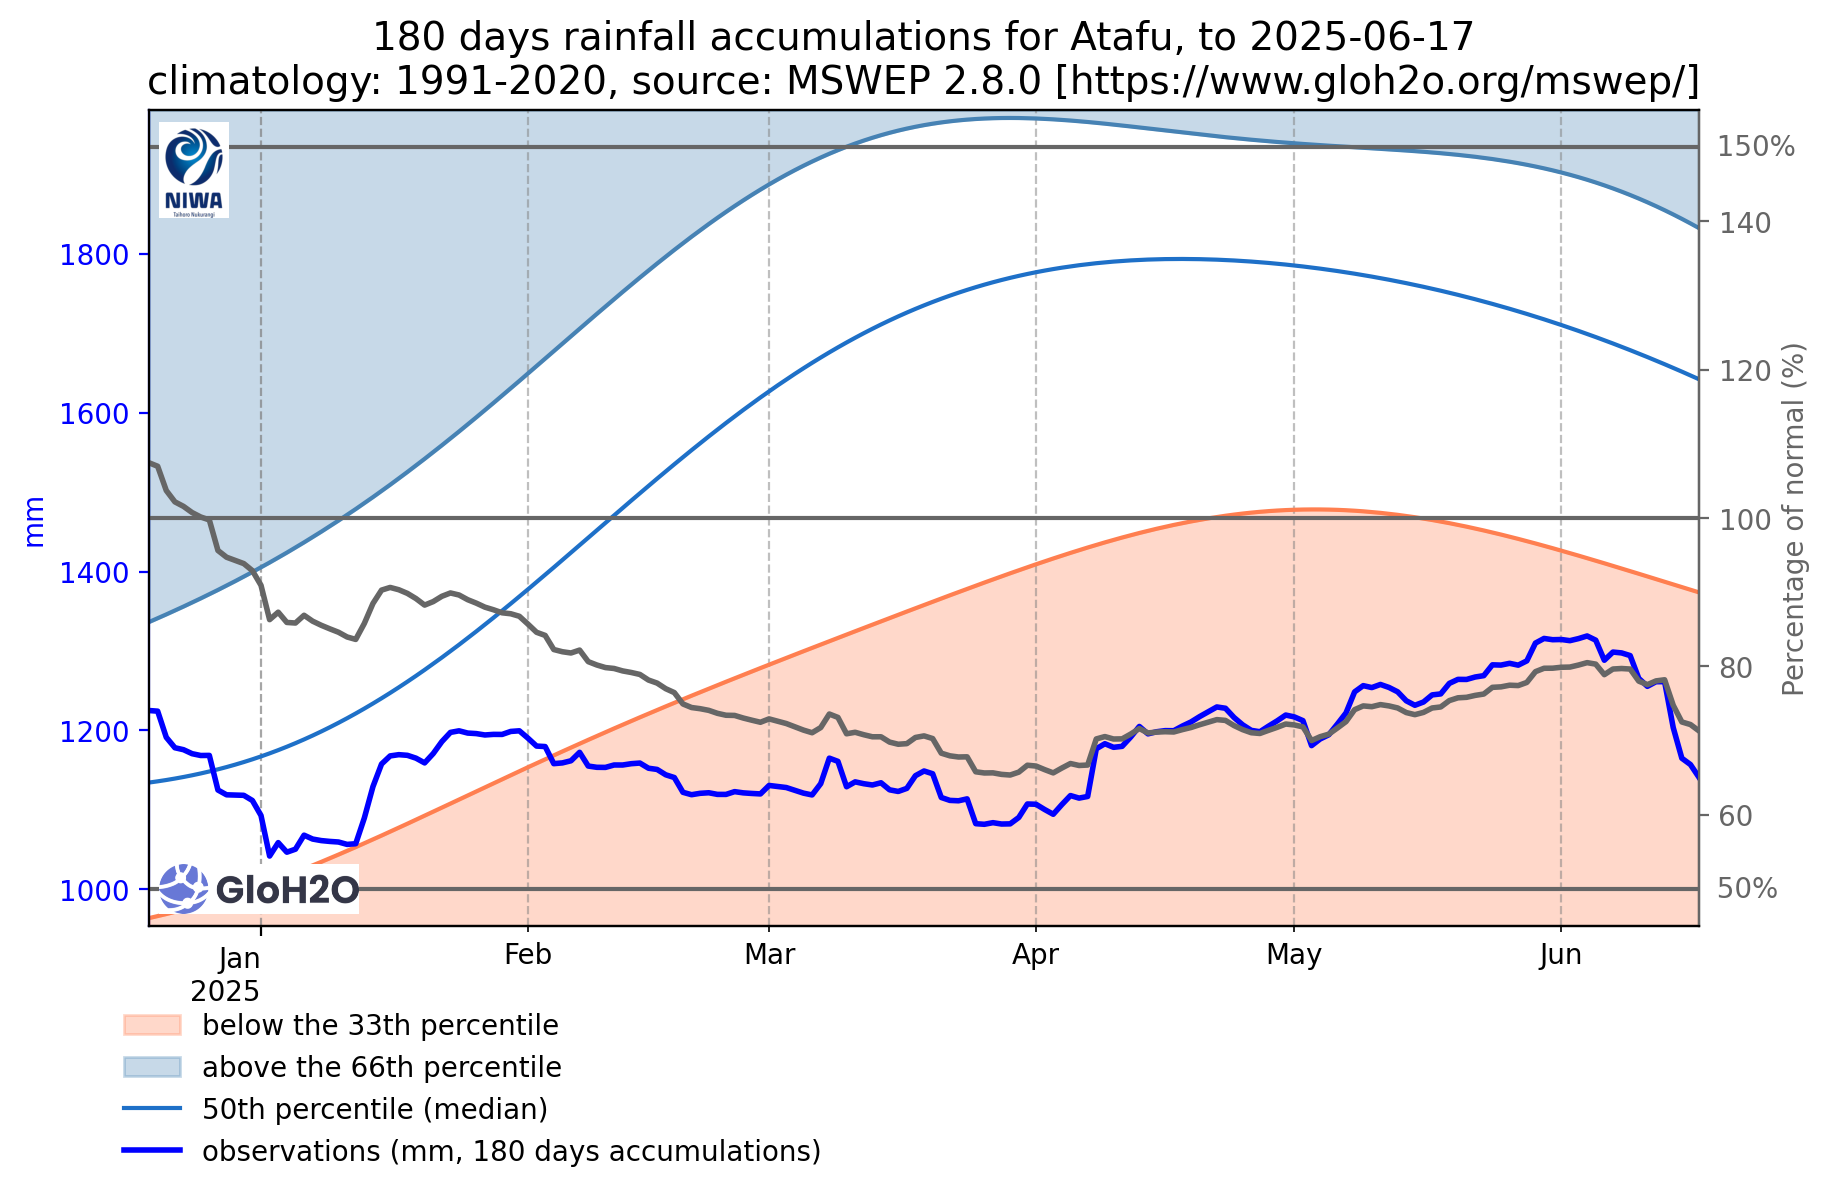 180 days rainfall accumulations for Atafu, to 2025-06-17
climatology: 1991-2020, source: MSWEP 2.8.0 [https://www.gloh2o.org/mswep/]
NIWA
Taihoro Nukurangi
150%
140
1800
120
1600
mm
100
Percentage of normal (%)
1400
80
1200
60
1000
GloH2O
50%
Jan
2025
Feb
Mar
Apr
May
Jun
below the 33th percentile
above the 66th percentile
50th percentile (median)
observations (mm, 180 days accumulations)